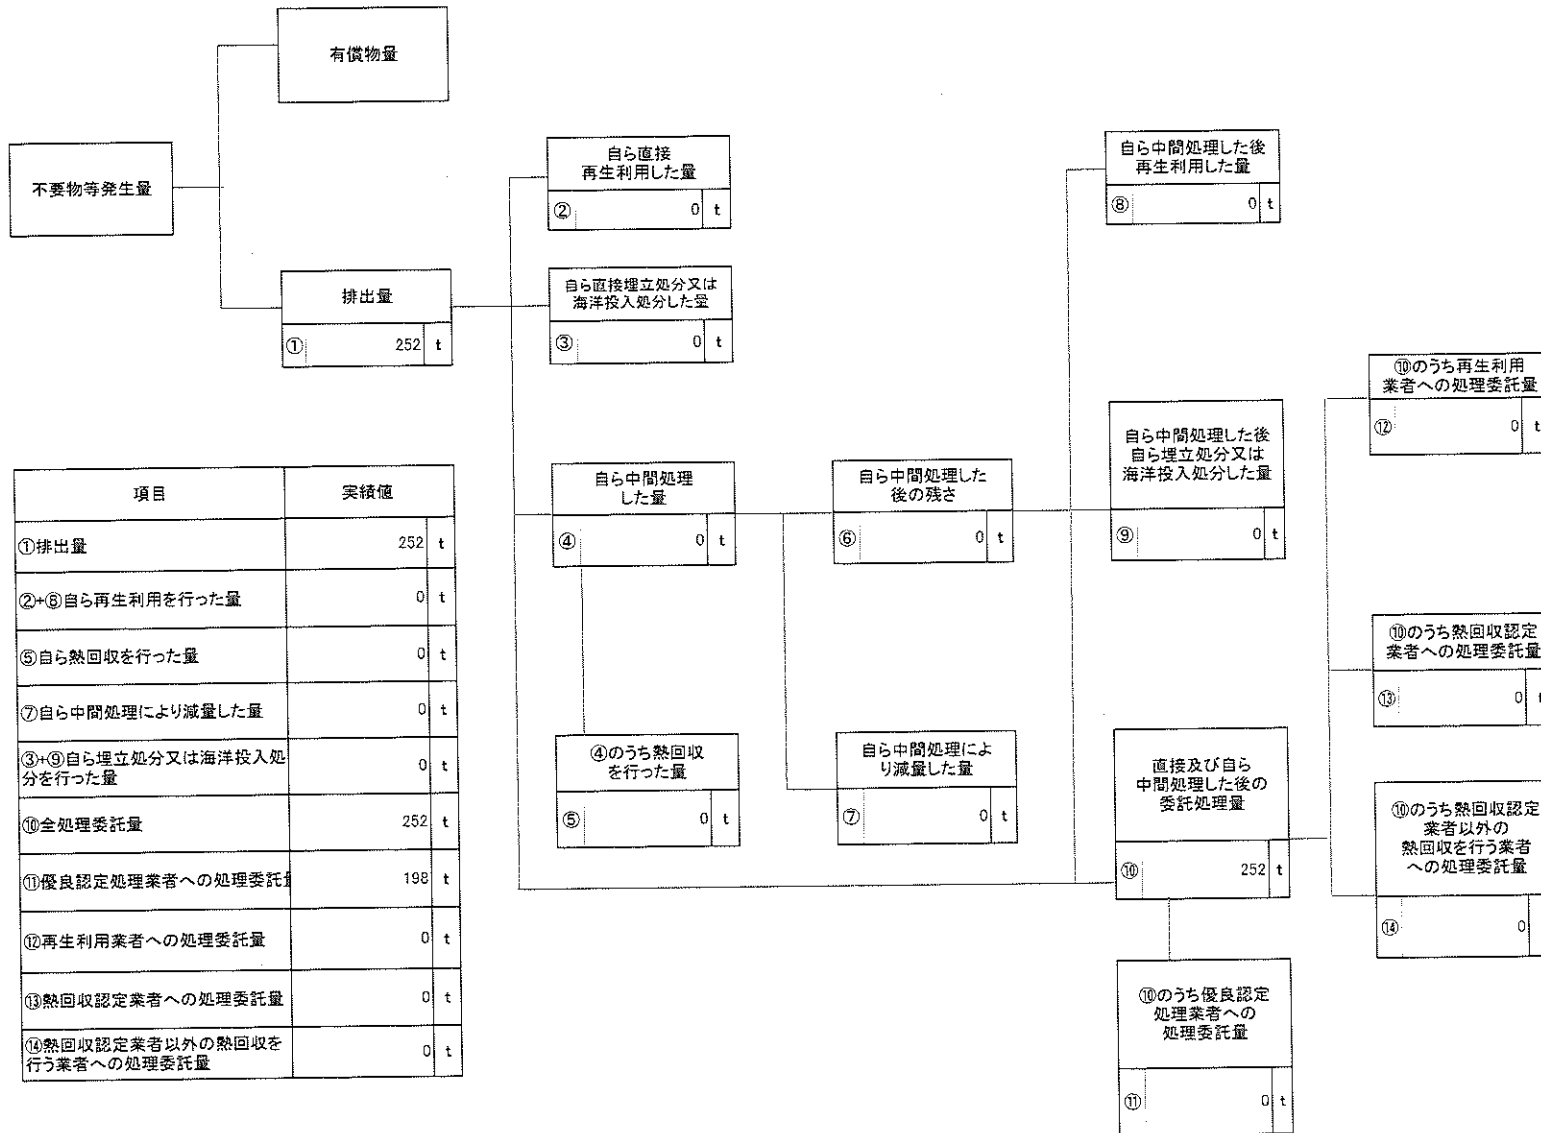 有償物量
不要物等発生量
排出量
① 252 t
自ら直接
再生利用した量
② 0 t
自ら直接埋立処分又は
海洋投入処分した量
③ 0 t
自ら中間処理
した量
④ 0 t
④のうち熱回収
を行った量
⑤ 0 t
自ら中間処理した
後の残さ
⑥ 0 t
自ら中間処理によ
り減量した量
⑦ 0 t
自ら中間処理した後
再生利用した量
⑧ 0 t
自ら中間処理した後
自ら埋立処分又は
海洋投入処分した量
⑨ 0 t
直接及び自ら
中間処理した後の
委託処理量
⑩ 252 t
⑩のうち優良認定
処理業者への
処理委託量
⑪ 0 t
⑩のうち再生利用
業者への処理委託量
⑫ 0 t
⑩のうち熱回収認定
業者への処理委託量
⑬ 0 t
⑩のうち熱回収認定
業者以外の
熱回収を行う業者
への処理委託量
⑭ 0
項目 実績値
①排出量 252 t
②+⑧自ら再生利用を行った量 0 t
⑤自ら熱回収を行った量 0 t
⑦自ら中間処理により減量した量 0 t
③+⑨自ら埋立処分又は海洋投入処
分を行った量 0 t
⑩全処理委託量 252 t
⑪優良認定処理業者への処理委託 198 t
⑫再生利用業者への処理委託量 0 t
⑬熱回収認定業者への処理委託量 0 t
⑭熱回収認定業者以外の熱回収を
行う業者への処理委託量 0 t